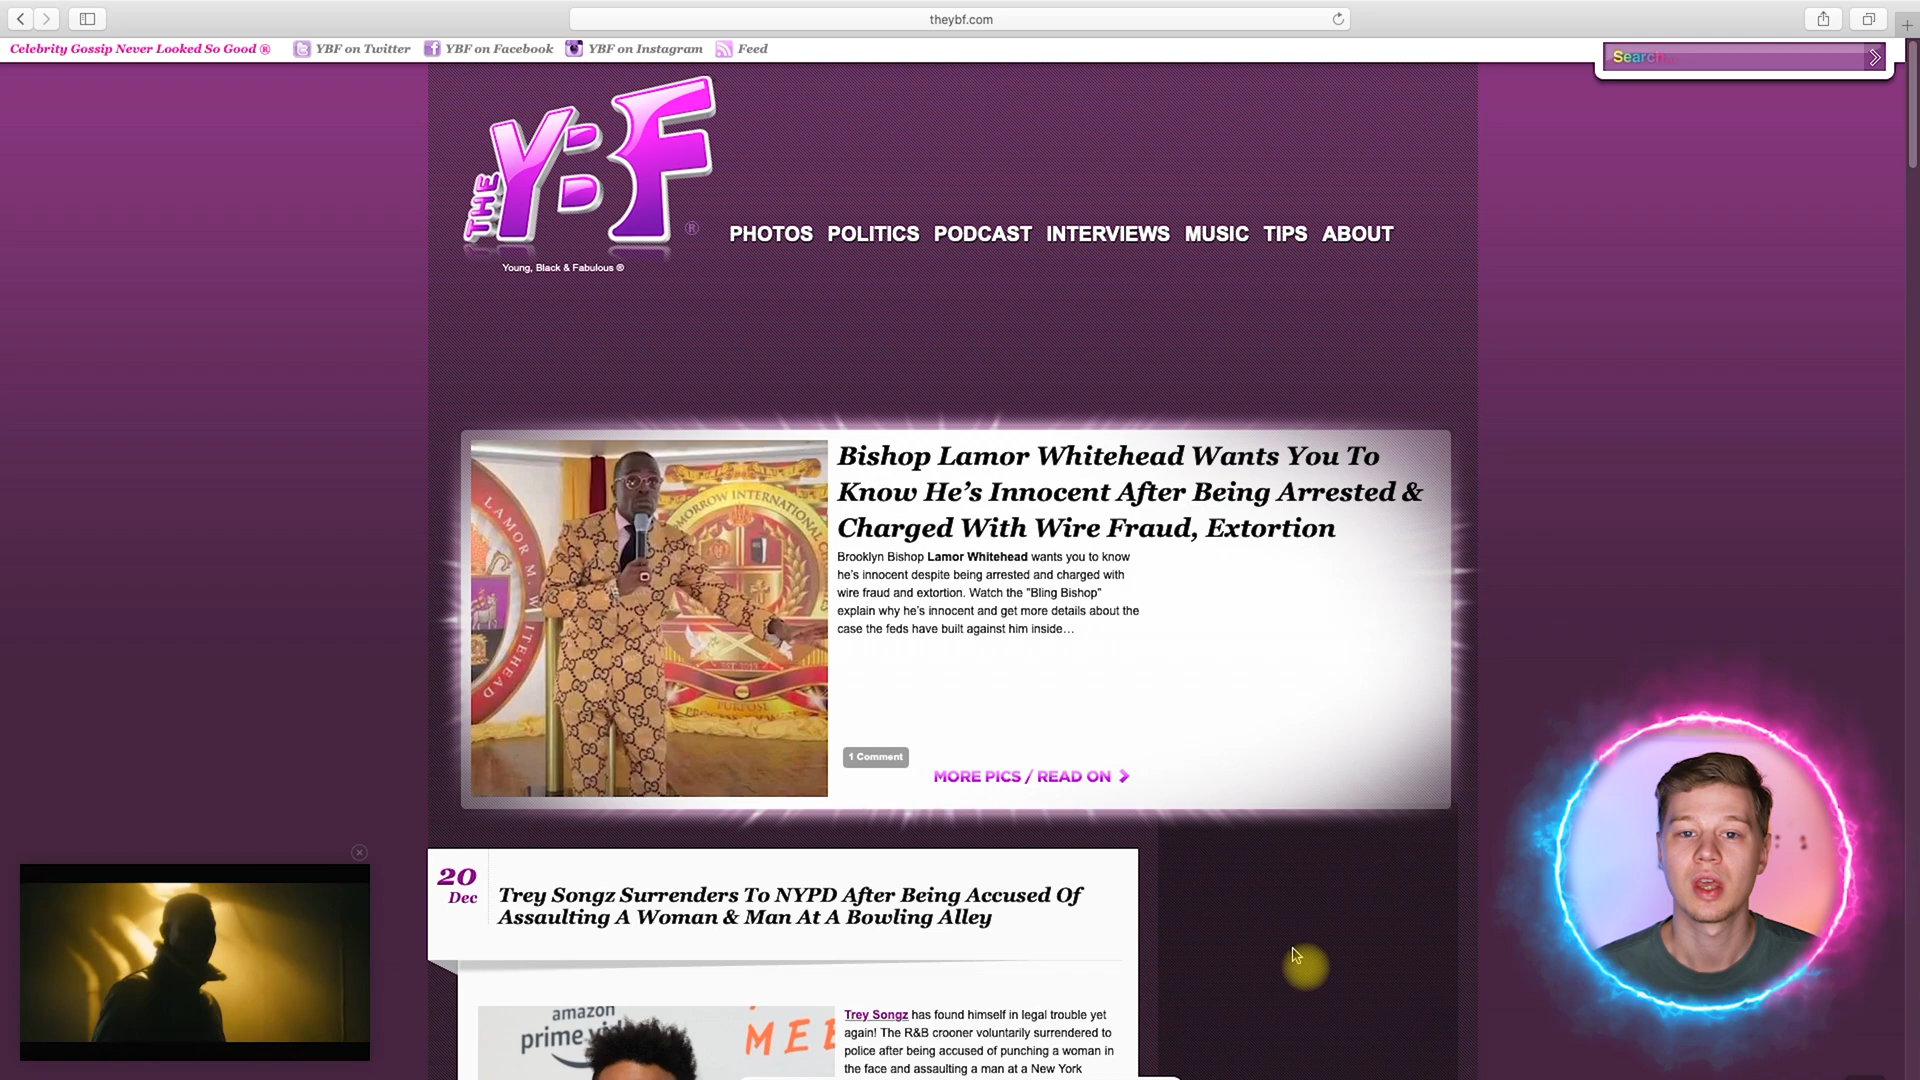 theybf.com
Celebrity Gossip Never Looked So Good ® YBF on Twitter YBF on Facebook YBF on Instagram Feed
Search...
THE YBF ®
Young, Black & Fabulous ®
PHOTOS POLITICS PODCAST INTERVIEWS MUSIC TIPS ABOUT
Bishop Lamor Whitehead Wants You To
Know He’s Innocent After Being Arrested &
Charged With Wire Fraud, Extortion
Brooklyn Bishop Lamor Whitehead wants you to know
he’s innocent despite being arrested and charged with
wire fraud and extortion. Watch the "Bling Bishop"
explain why he’s innocent and get more details about the
case the feds have built against him inside…
1 Comment
MORE PICS / READ ON
LAMOR M.
MORROW INTERNATIONAL
PURPOSE
20
Dec
Trey Songz Surrenders To NYPD After Being Accused Of
Assaulting A Woman & Man At A Bowling Alley
amazon
prime
Trey Songz has found himself in legal trouble yet
again! The R&B crooner voluntarily surrendered to
police after being accused of punching a woman in
the face and assaulting a man at a New York